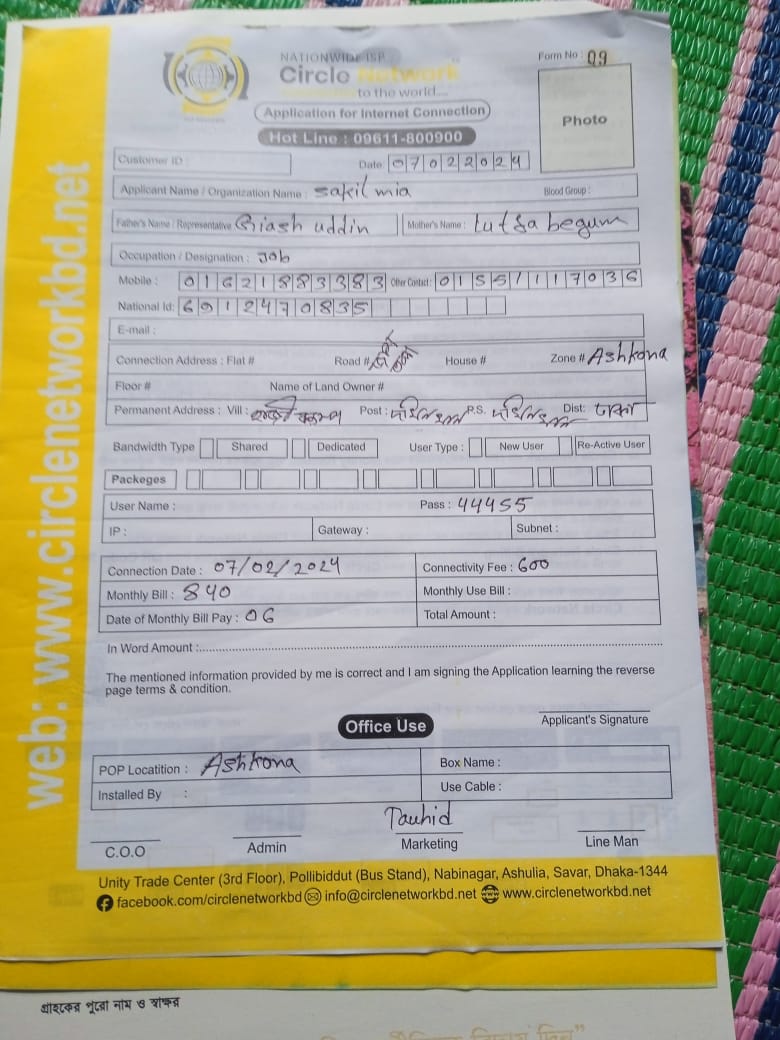 web: www.circlenetworkbd.net
NATIONWIDE ISP
Circle Network
to the world....
Form No : 09
Photo
Application for Internet Connection
Hot Line : 09611-800900
Customer ID :
Date 07022024
Applicant Name / Organization Name : sakil mia
Blood Group :
Father's Name / Representative uddin
Mother's Name : begum
Occupation / Designation : Job
Mobile : 01621883383 Other Contact : 01551117036
National Id: 6912470835
E-mail :
Connection Address : Flat # Road # House # Zone # Ashkona
Floor # Name of Land Owner #
Permanent Address : Vill : Post : P.S. Dist: ঢাকা
Bandwidth Type Shared Dedicated User Type : New User Re-Active User
Packeges
User Name : Pass : 44455
IP : Gateway : Subnet :
Connection Date : 07/02/2024 Connectivity Fee : 600
Monthly Bill : 840 Monthly Use Bill :
Date of Monthly Bill Pay : 06 Total Amount :
In Word Amount :
The mentioned information provided by me is correct and I am signing the Application learning the reverse
page terms & condition.
Applicant's Signature
Office Use
POP Locatition : Ashkona Box Name :
Installed By : Use Cable :
Tauhid
C.O.O Admin Marketing Line Man
Unity Trade Center (3rd Floor), Pollibiddut (Bus Stand), Nabinagar, Ashulia, Savar, Dhaka-1344
facebook.com/circlenetworkbd info@circlenetworkbd.net www.circlenetworkbd.net
গ্রাহকের পুরো নাম ও স্বাক্ষর